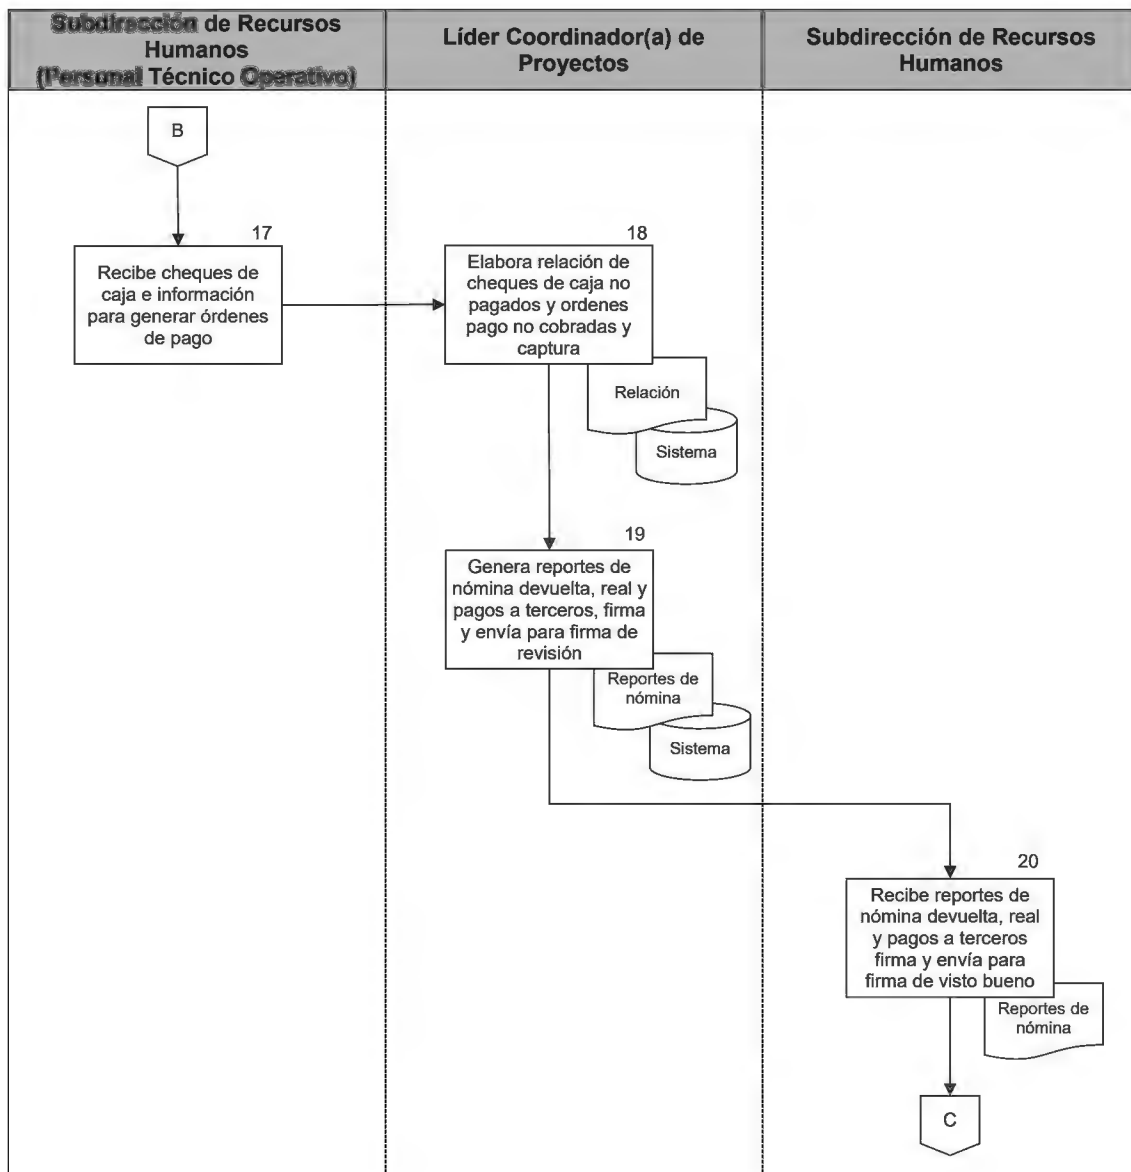 Subdirección de Recursos
Humanos
(Personal Técnico Operativo)
Líder Coordinador(a) de
Proyectos
Subdirección de Recursos
Humanos
B
17
Recibe cheques de
caja e información
para generar órdenes
de pago
18
Elabora relación de
cheques de caja no
pagados y ordenes
pago no cobradas y
captura
Relación
Sistema
19
Genera reportes de
nómina devuelta, real y
pagos a terceros, firma
y envía para firma de
revisión
Reportes de
nómina
Sistema
20
Recibe reportes de
nómina devuelta, real
y pagos a terceros
firma y envía para
firma de visto bueno
Reportes de
nómina
C